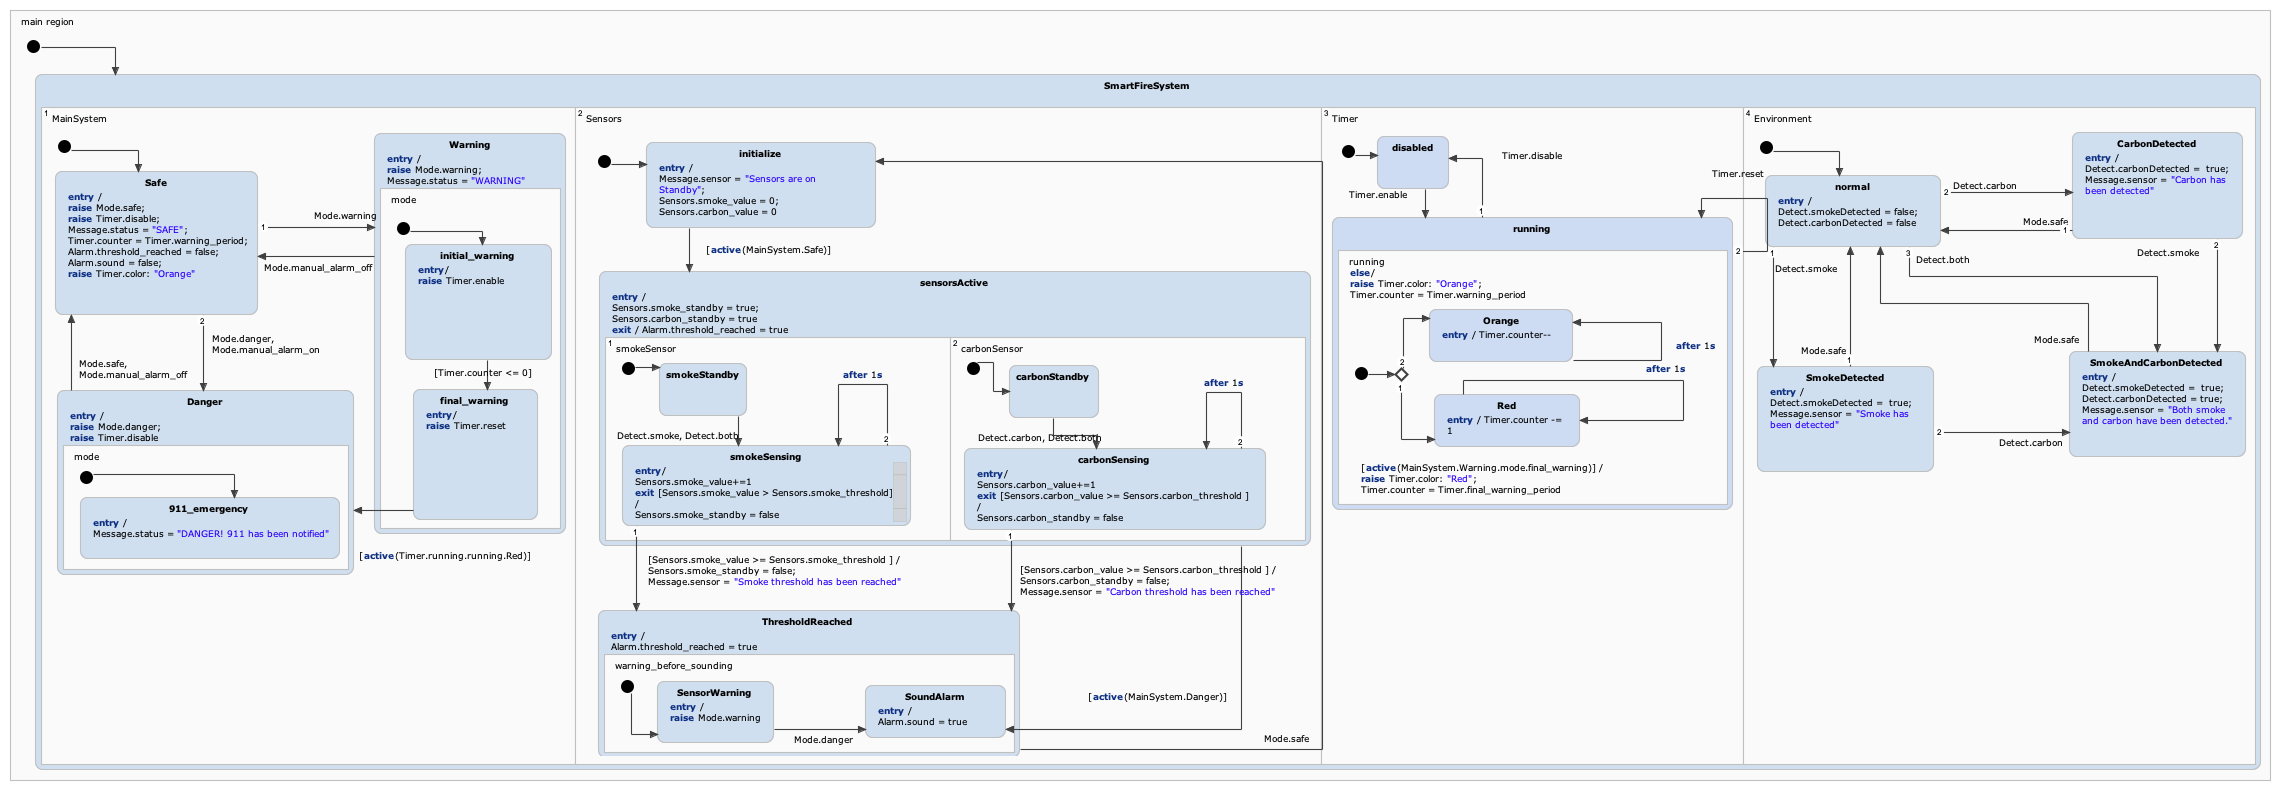 main region
SmartFireSystem
1
MainSystem
Safe
entry /
raise Mode.safe;
raise Timer.disable;
Message.status = "SAFE";
Timer.counter = Timer.warning_period;
Alarm.threshold_reached = false;
Alarm.sound = false;
raise Timer.color: "Orange"
1
Mode.warning
Mode.manual_alarm_off
2
Mode.danger,
Mode.manual_alarm_on
Mode.safe,
Mode.manual_alarm_off
Warning
entry /
raise Mode.warning;
Message.status = "WARNING"
mode
initial_warning
entry/
raise Timer.enable
[Timer.counter <= 0]
final_warning
entry/
raise Timer.reset
[active(Timer.running.running.Red)]
Danger
entry /
raise Mode.danger;
raise Timer.disable
mode
911_emergency
entry /
Message.status = "DANGER! 911 has been notified"
2
Sensors
initialize
entry /
Message.sensor = "Sensors are on
Standby";
Sensors.smoke_value = 0;
Sensors.carbon_value = 0
[active(MainSystem.Safe)]
sensorsActive
entry /
Sensors.smoke_standby = true;
Sensors.carbon_standby = true
exit / Alarm.threshold_reached = true
1
smokeSensor
smokeStandby
after 1s
Detect.smoke, Detect.both
2
smokeSensing
entry/
Sensors.smoke_value+=1
exit [Sensors.smoke_value > Sensors.smoke_threshold]
/
Sensors.smoke_standby = false
2
carbonSensor
carbonStandby
after 1s
Detect.carbon, Detect.both
2
carbonSensing
entry/
Sensors.carbon_value+=1
exit [Sensors.carbon_value >= Sensors.carbon_threshold ]
/
Sensors.carbon_standby = false
1
[Sensors.smoke_value >= Sensors.smoke_threshold ] /
Sensors.smoke_standby = false;
Message.sensor = "Smoke threshold has been reached"
1
[Sensors.carbon_value >= Sensors.carbon_threshold ] /
Sensors.carbon_standby = false;
Message.sensor = "Carbon threshold has been reached"
ThresholdReached
entry /
Alarm.threshold_reached = true
warning_before_sounding
SensorWarning
entry /
raise Mode.warning
Mode.danger
SoundAlarm
entry /
Alarm.sound = true
[active(MainSystem.Danger)]
Mode.safe
3
Timer
disabled
Timer.disable
Timer.enable
1
Timer.reset
2
running
running
else/
raise Timer.color: "Orange";
Timer.counter = Timer.warning_period
Orange
entry / Timer.counter--
after 1s
2
1
after 1s
Red
entry / Timer.counter -=
1
[active(MainSystem.Warning.mode.final_warning)] /
raise Timer.color: "Red";
Timer.counter = Timer.final_warning_period
4
Environment
normal
entry /
Detect.smokeDetected = false;
Detect.carbonDetected = false
2
Detect.carbon
Mode.safe
1
CarbonDetected
entry /
Detect.carbonDetected =  true;
Message.sensor = "Carbon has
been detected"
2
Detect.smoke
1
Detect.smoke
3
Detect.both
Mode.safe
1
Mode.safe
SmokeDetected
entry /
Detect.smokeDetected =  true;
Message.sensor = "Smoke has
been detected"
2
Detect.carbon
SmokeAndCarbonDetected
entry /
Detect.smokeDetected =  true;
Detect.carbonDetected = true;
Message.sensor = "Both smoke
and carbon have been detected."